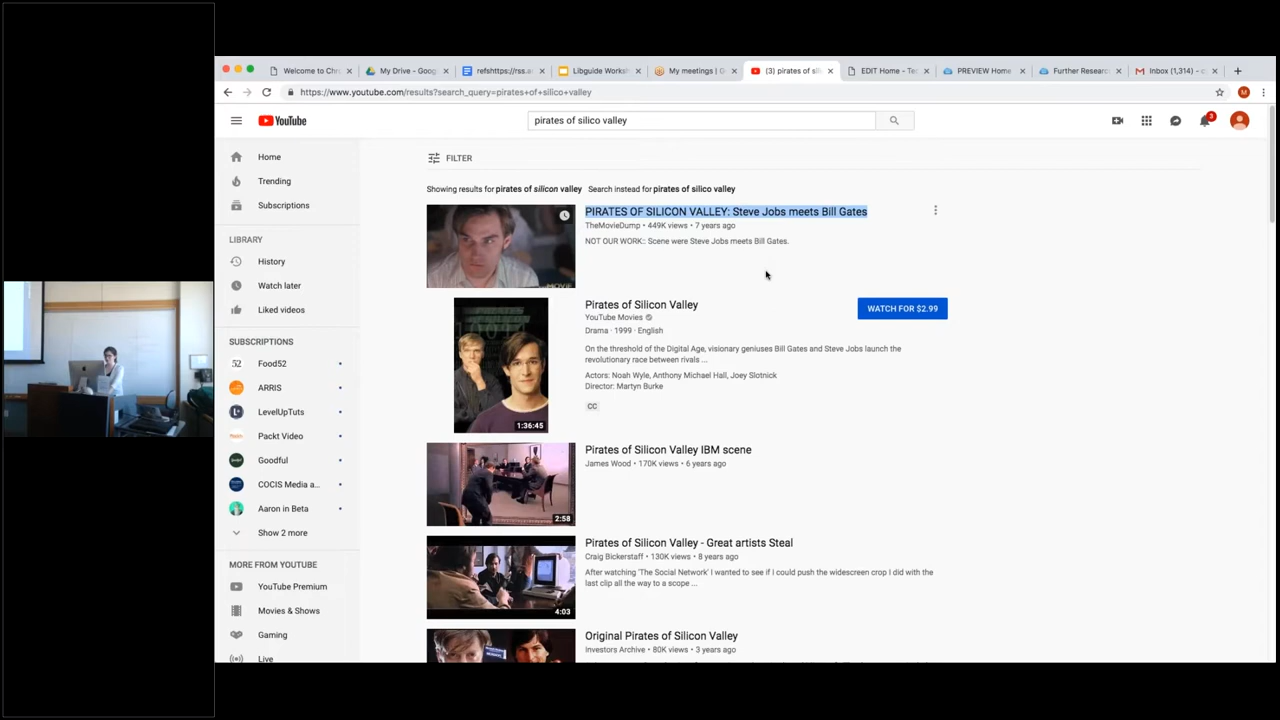 Welcome to Chr
My Drive - Goog
refshttps://rss.a
Libguide Works
My meetings | G
(3) pirates of sil
EDIT Home - Te
PREVIEW Home
Further Researc
Inbox (1,314) - c
https://www.youtube.com/results?search_query=pirates+of+silico+valley
M
YouTube
pirates of silico valley
3
Home
Trending
Subscriptions
LIBRARY
History
Watch later
Liked videos
SUBSCRIPTIONS
52 Food52
ARRIS
LevelUpTuts
Packt Video
Goodful
COCIS Media a...
Aaron in Beta
Show 2 more
MORE FROM YOUTUBE
YouTube Premium
Movies & Shows
Gaming
Live
FILTER
Showing results for pirates of silicon valley Search instead for pirates of silico valley
PIRATES OF SILICON VALLEY: Steve Jobs meets Bill Gates
TheMovieDump • 449K views • 7 years ago
NOT OUR WORK:: Scene were Steve Jobs meets Bill Gates.
Pirates of Silicon Valley
YouTube Movies
Drama · 1999 · English
On the threshold of the Digital Age, visionary geniuses Bill Gates and Steve Jobs launch the
revolutionary race between rivals ...
Actors: Noah Wyle, Anthony Michael Hall, Joey Slotnick
Director: Martyn Burke
CC
1:36:45
WATCH FOR $2.99
Pirates of Silicon Valley IBM scene
James Wood • 170K views • 6 years ago
2:58
Pirates of Silicon Valley - Great artists Steal
Craig Bickerstaff • 130K views • 8 years ago
After watching 'The Social Network' I wanted to see if I could push the widescreen crop I did with the
last clip all the way to a scope ...
4:03
Original Pirates of Silicon Valley
Investors Archive • 80K views • 3 years ago